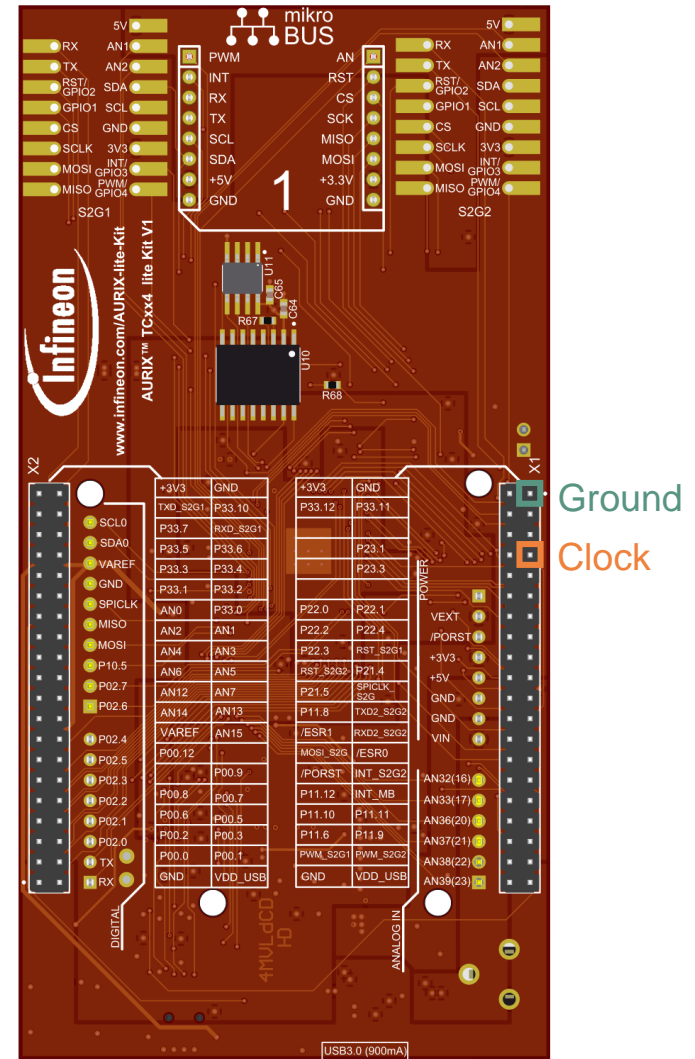 mikro
BUS
5V
RX AN1
TX AN2
RST/
GPIO2 SDA
GPIO1 SCL
CS GND
SCLK 3V3
MOSI INT/
GPIO3
MISO PWM/
GPIO4
S2G1
PWM AN
INT RST
RX CS
TX SCK
SCL MISO
SDA MOSI
+5V +3.3V
GND GND
1
5V
RX AN1
TX AN2
RST/
GPIO2 SDA
GPIO1 SCL
CS GND
SCLK 3V3
MOSI INT/
GPIO3
MISO PWM/
GPIO4
S2G2
Infineon
www.infineon.com/AURIX-lite-Kit
AURIX™ TCxx4 lite Kit V1
U11
C65
R67
C64
U10
R68
X2
X1
Ground
Clock
SCL0
SDA0
VAREF
GND
SPICLK
MISO
MOSI
P10.5
P02.7
P02.6
P02.4
P02.5
P02.3
P02.2
P02.1
P02.0
TX
RX
DIGITAL
+3V3 GND
TXD_S2G1 P33.10
P33.7 RXD_S2G1
P33.5 P33.6
P33.3 P33.4
P33.1 P33.2
AN0 P33.0
AN2 AN1
AN4 AN3
AN6 AN5
AN12 AN7
AN14 AN13
VAREF AN15
P00.12
P00.9
P00.8 P00.7
P00.6 P00.5
P00.2 P00.3
P00.0 P00.1
GND VDD_USB
+3V3 GND
P33.12 P33.11
P23.1
P23.3
P22.0 P22.1
P22.2 P22.4
P22.3 RST_S2G1
RST_S2G2 P21.4
P21.5 SPICLK_
S2G
P11.8 TXD2_S2G2
/ESR1 RXD2_S2G2
MOSI_S2G /ESR0
/PORST INT_S2G2
P11.12 INT_MB
P11.10 P11.11
P11.6 P11.9
PWM_S2G1 PWM_S2G2
GND VDD_USB
POWER
VEXT
/PORST
+3V3
+5V
GND
GND
VIN
AN32(16)
AN33(17)
AN36(20)
AN37(21)
AN38(22)
AN39(23)
ANALOG IN
4MVLdCD
HD
USB3.0 (900mA)